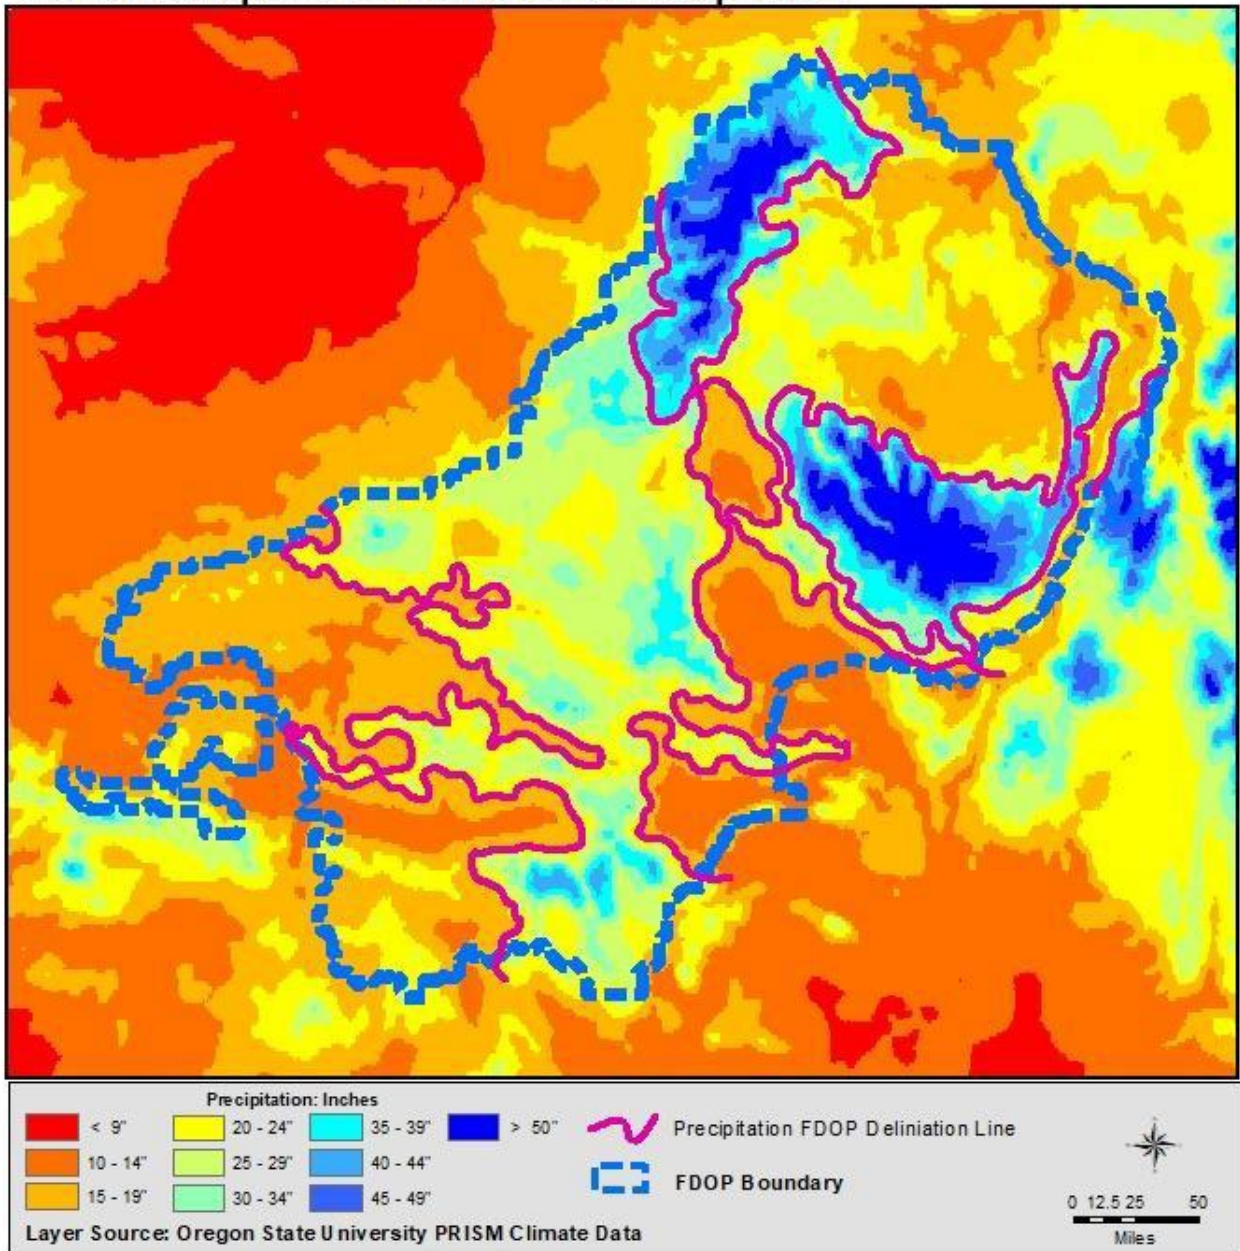 Precipitation: Inches
< 9"
10 - 14"
15 - 19"
20 - 24"
25 - 29"
30 - 34"
35 - 39"
40 - 44"
45 - 49"
> 50"
Precipitation FDOP Deliniation Line
FDOP Boundary
0 12.5 25 50
Miles
Layer Source: Oregon State University PRISM Climate Data